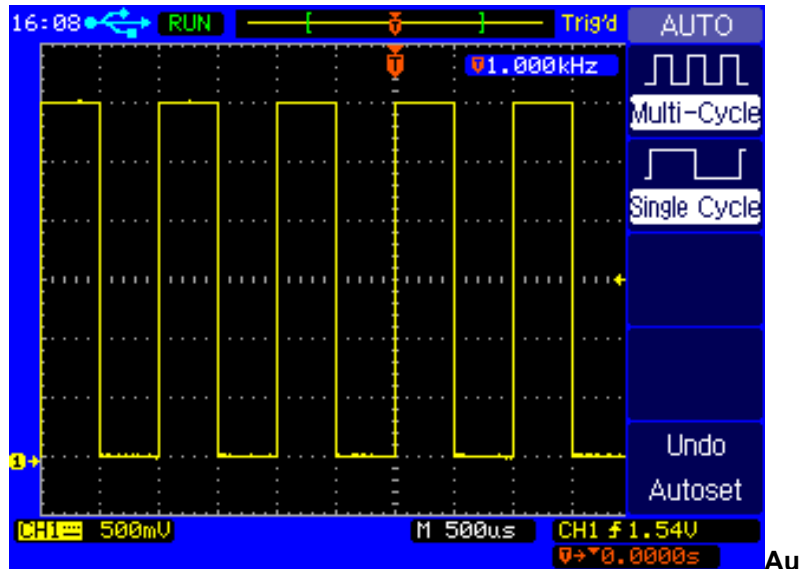 16:08 RUN T Trig'd AUTO
T 1.000kHz
Multi-Cycle
Single Cycle
1
Undo
Autoset
CH1 500mV M 500us CH1 1.54V
0.0000s
Au